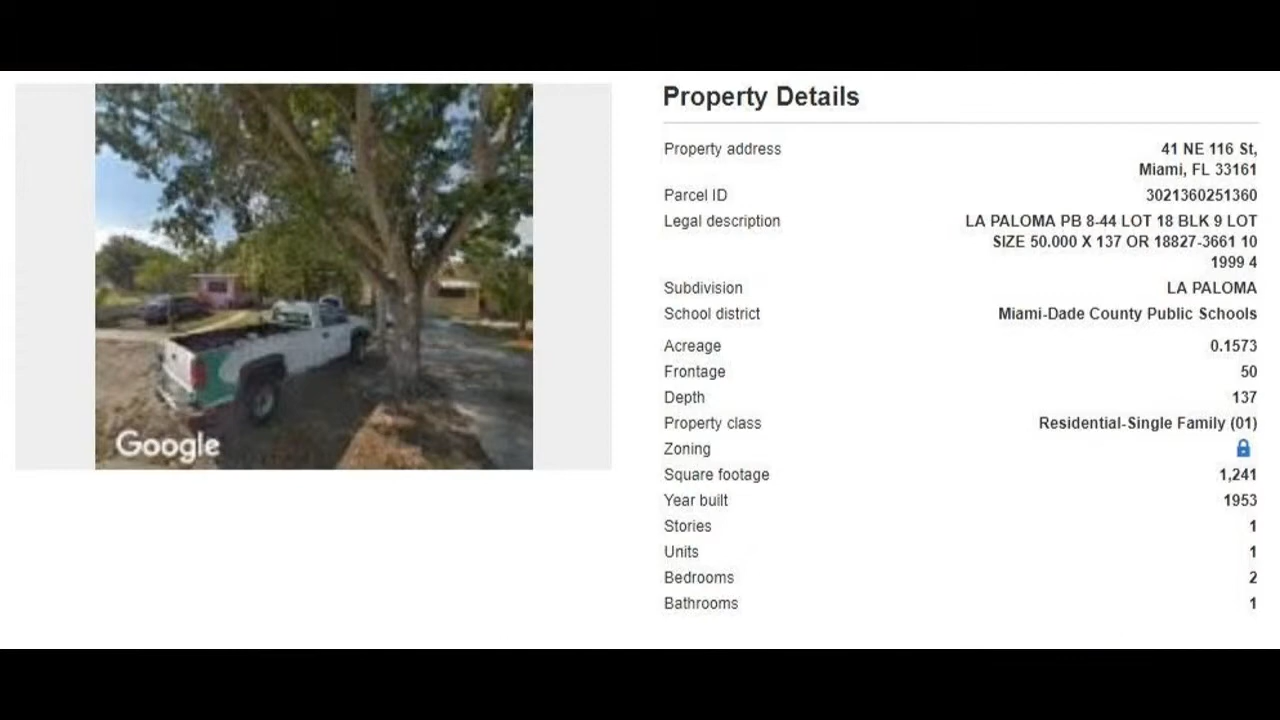 Property Details
Property address 41 NE 116 St,
Miami, FL 33161
Parcel ID 3021360251360
Legal description LA PALOMA PB 8-44 LOT 18 BLK 9 LOT
SIZE 50.000 X 137 OR 18827-3661 10
1999 4
Subdivision LA PALOMA
School district Miami-Dade County Public Schools
Acreage 0.1573
Frontage 50
Depth 137
Property class Residential-Single Family (01)
Zoning
Square footage 1,241
Year built 1953
Stories 1
Units 1
Bedrooms 2
Bathrooms 1
Google